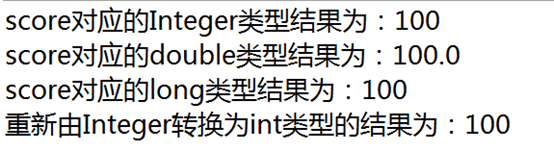 score对应的Integer类型结果为：100
score对应的double类型结果为：100.0
score对应的long类型结果为：100
重新由Integer转换为int类型的结果为：100